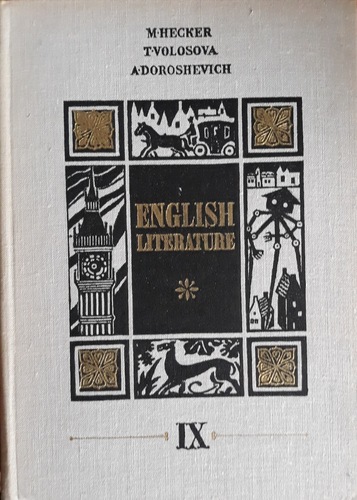 M·HECKER
T·VOLOSOVA
A·DOROSHEVICH
ENGLISH
LITERATURE
IX